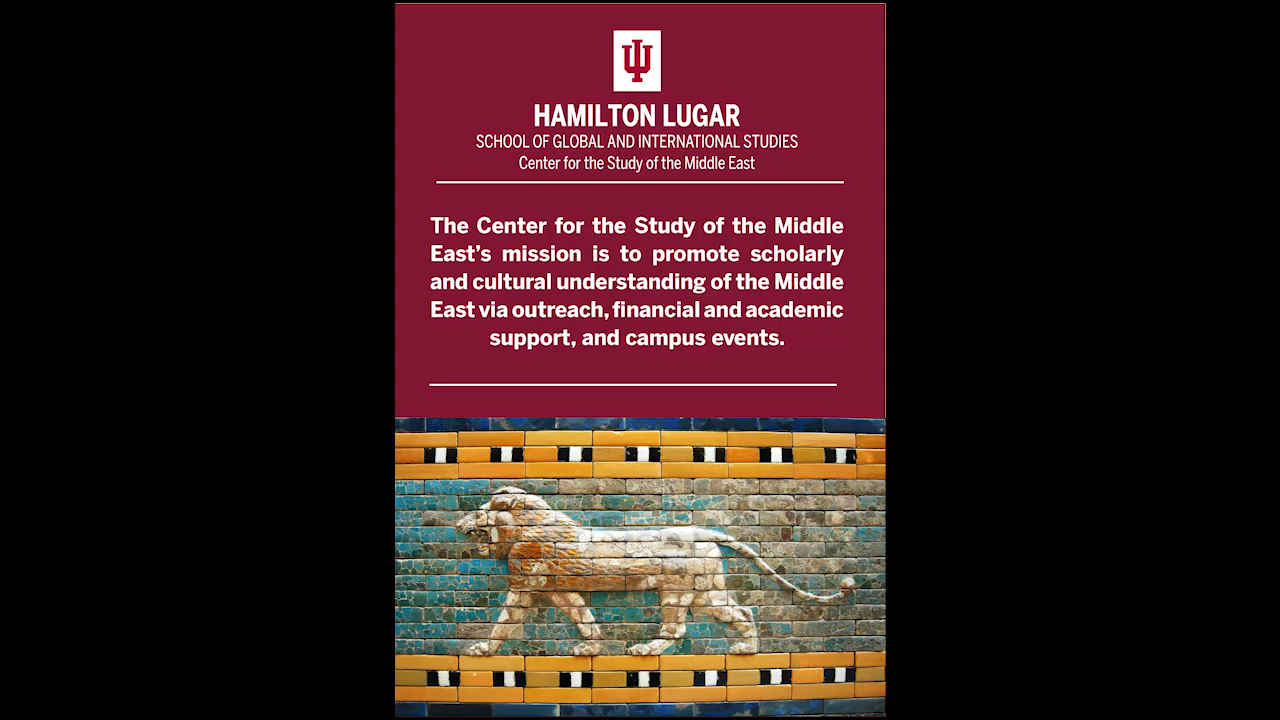 HAMILTON LUGAR
SCHOOL OF GLOBAL AND INTERNATIONAL STUDIES
Center for the Study of the Middle East
The Center for the Study of the Middle
East’s mission is to promote scholarly
and cultural understanding of the Middle
East via outreach, financial and academic
support, and campus events.